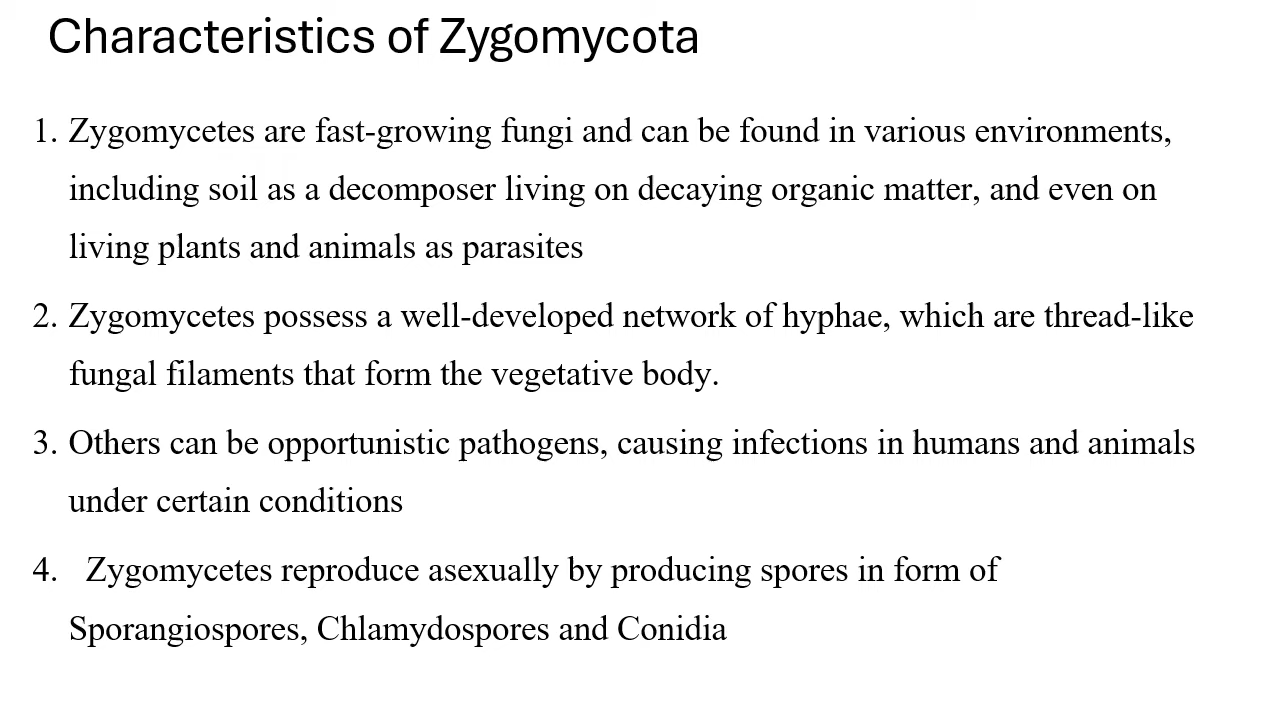 Characteristics of Zygomycota
1. Zygomycetes are fast-growing fungi and can be found in various environments,
including soil as a decomposer living on decaying organic matter, and even on
living plants and animals as parasites
2. Zygomycetes possess a well-developed network of hyphae, which are thread-like
fungal filaments that form the vegetative body.
3. Others can be opportunistic pathogens, causing infections in humans and animals
under certain conditions
4. Zygomycetes reproduce asexually by producing spores in form of
Sporangiospores, Chlamydospores and Conidia